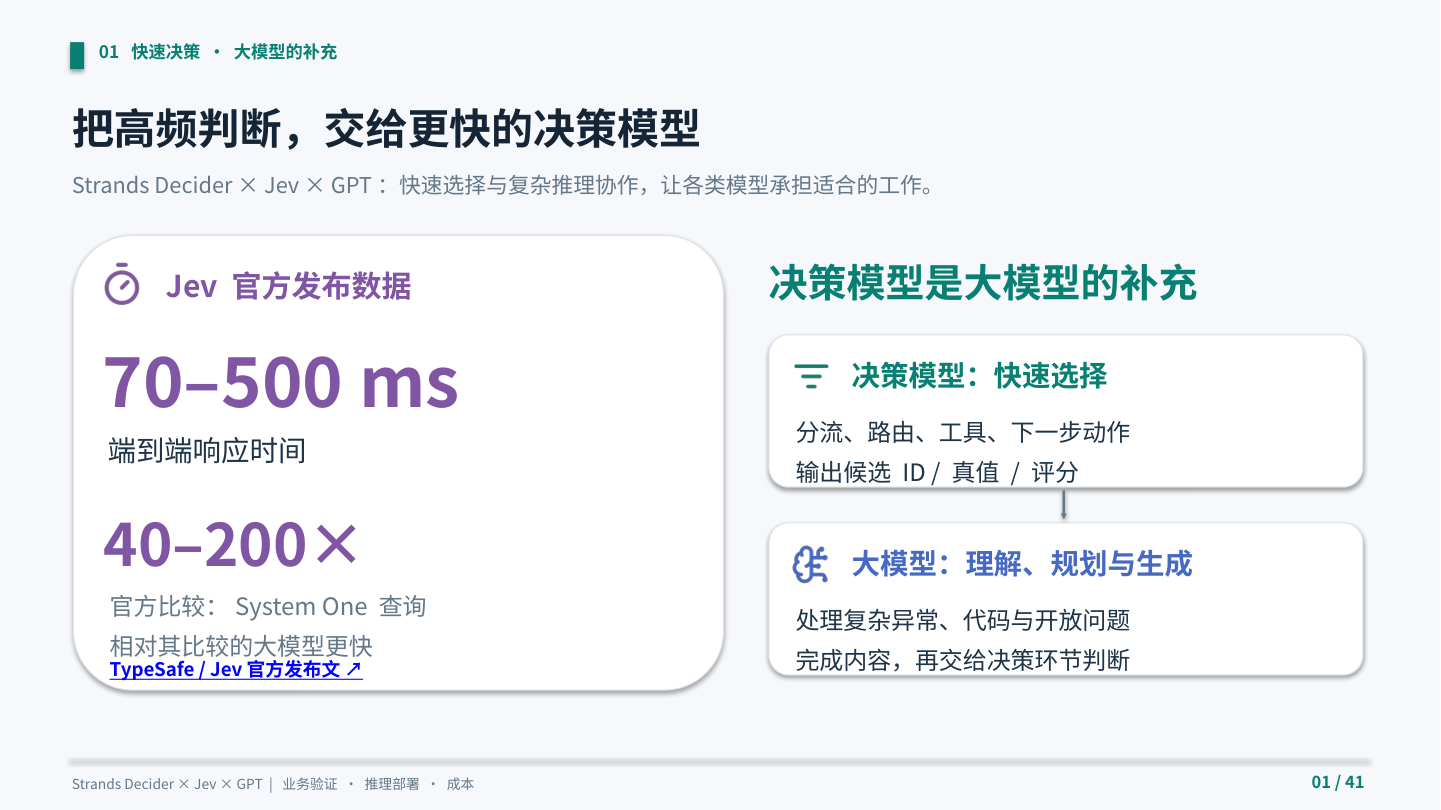 01 快速决策 · 大模型的补充
把高频判断，交给更快的决策模型
Strands Decider × Jev × GPT：快速选择与复杂推理协作，让各类模型承担适合的工作。
Jev 官方发布数据
70–500 ms
端到端响应时间
40–200×
官方比较： System One 查询
相对其比较的大模型更快
TypeSafe / Jev 官方发布文 ↗
决策模型是大模型的补充
决策模型：快速选择
分流、路由、工具、下一步动作
输出候选 ID / 真值 / 评分
大模型：理解、规划与生成
处理复杂异常、代码与开放问题
完成内容，再交给决策环节判断
Strands Decider × Jev × GPT | 业务验证 · 推理部署 · 成本
01 / 41